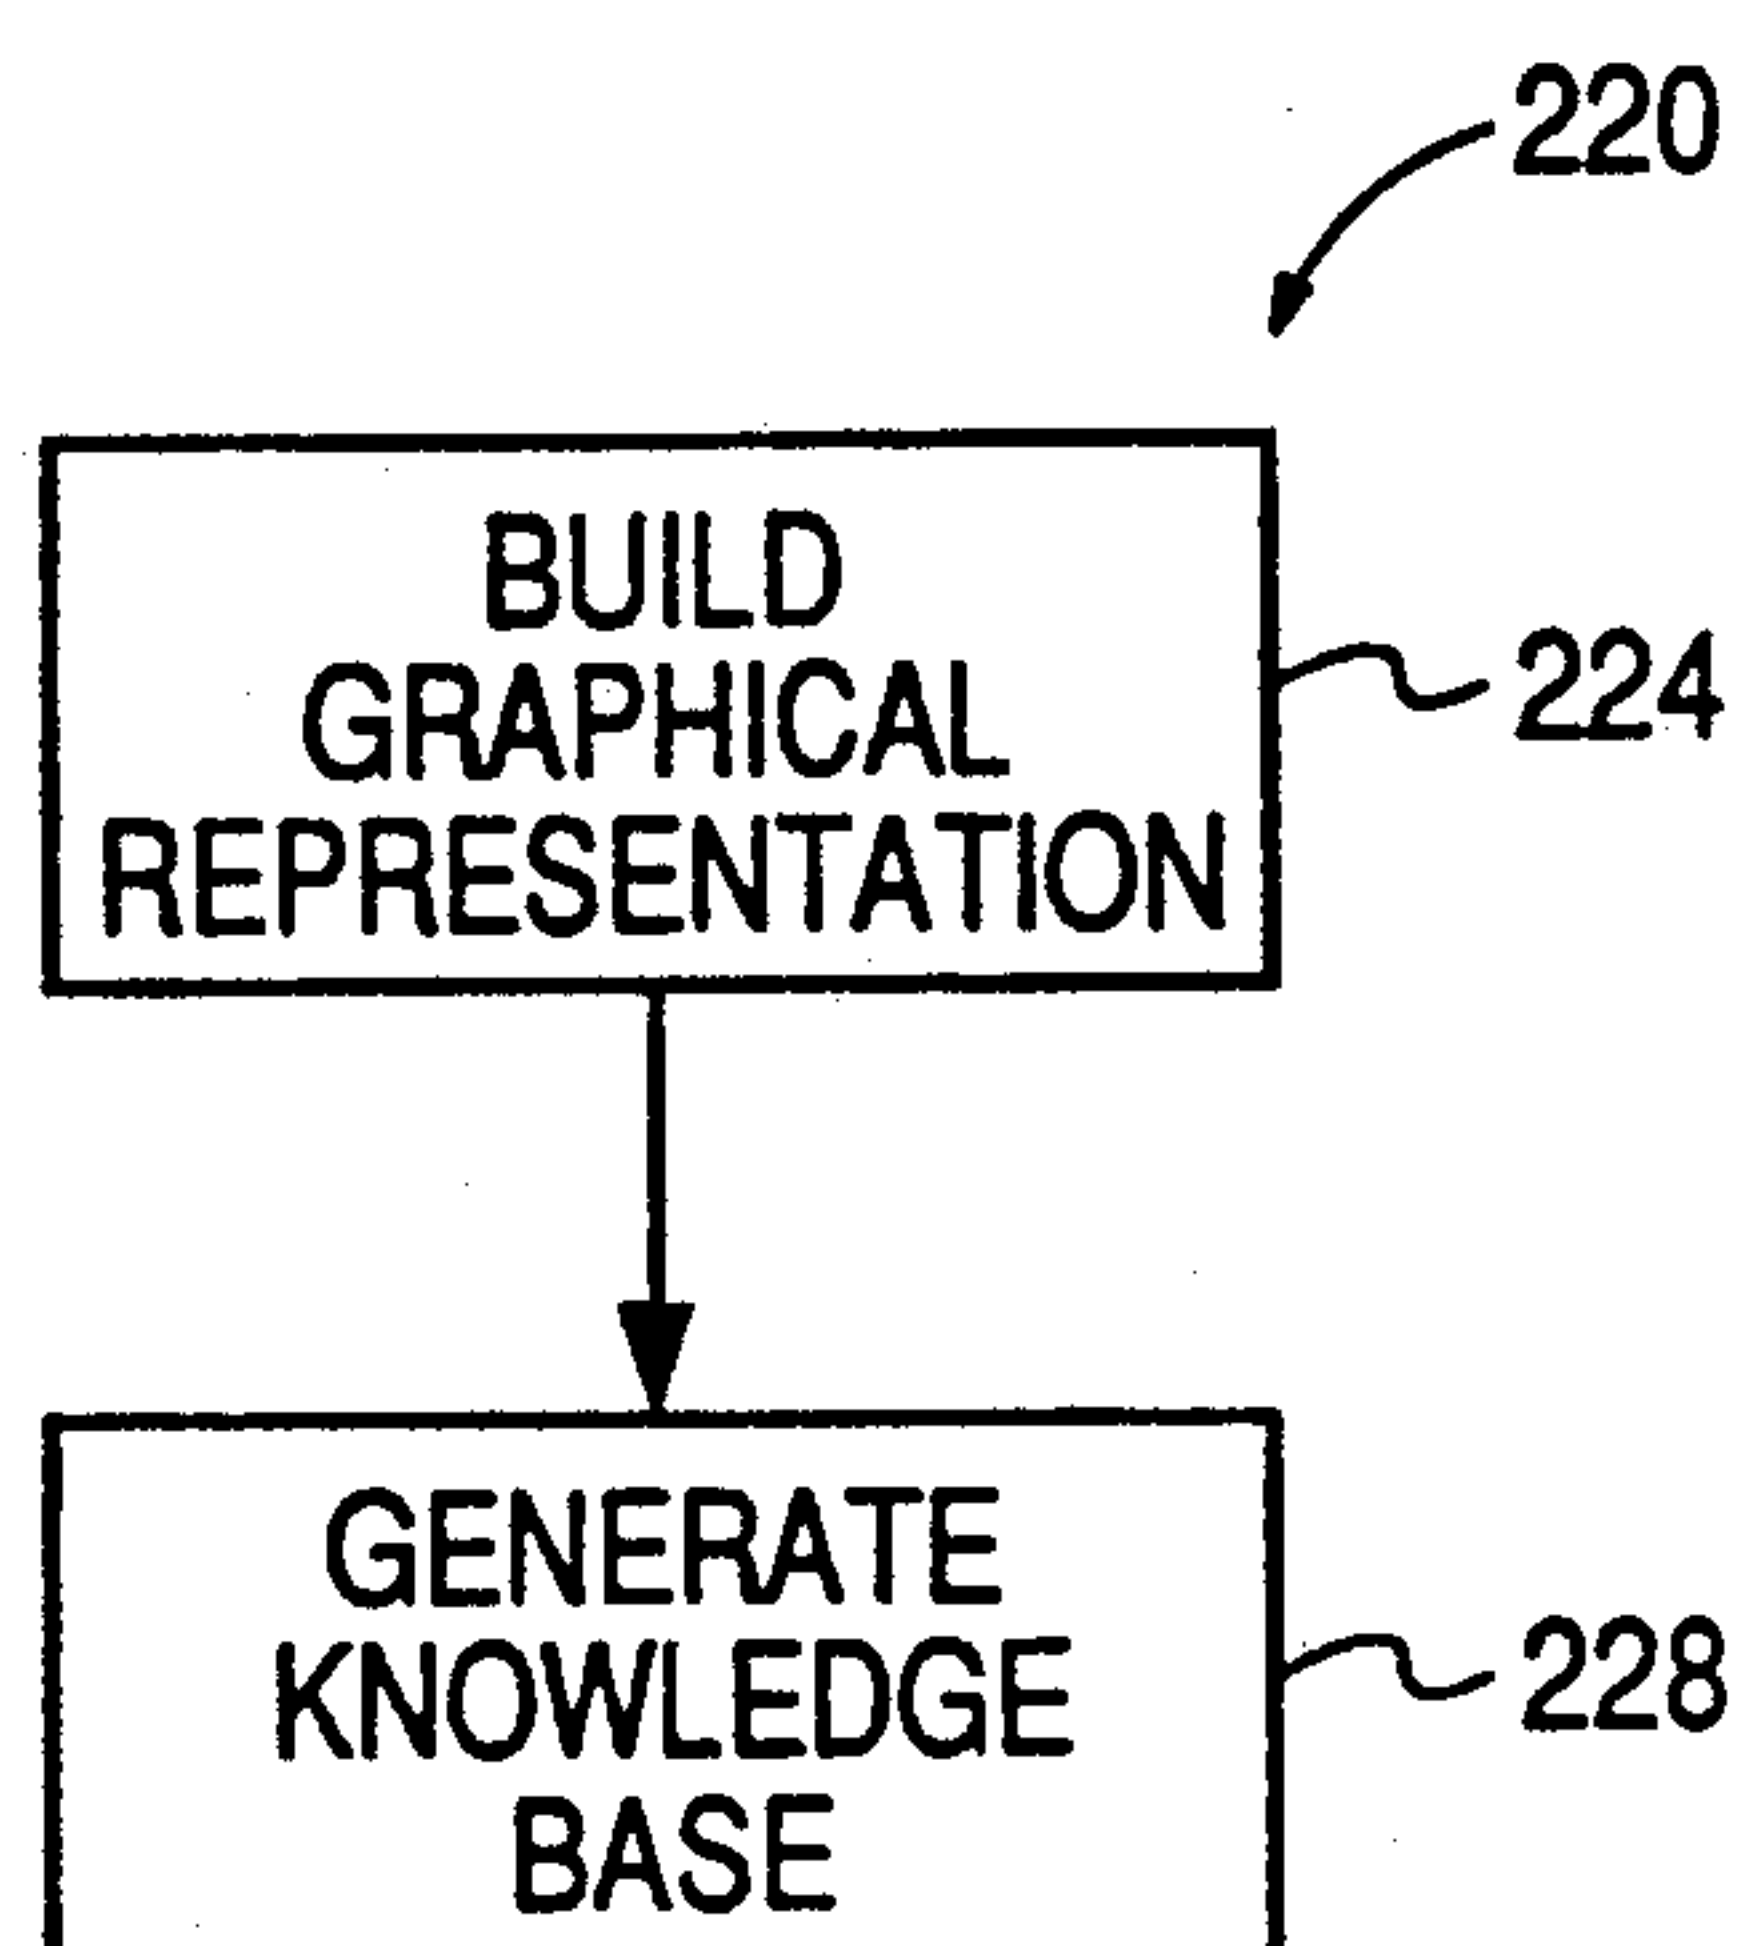 220
BUILD
GRAPHICAL
REPRESENTATION
224
GENERATE
KNOWLEDGE
BASE
228